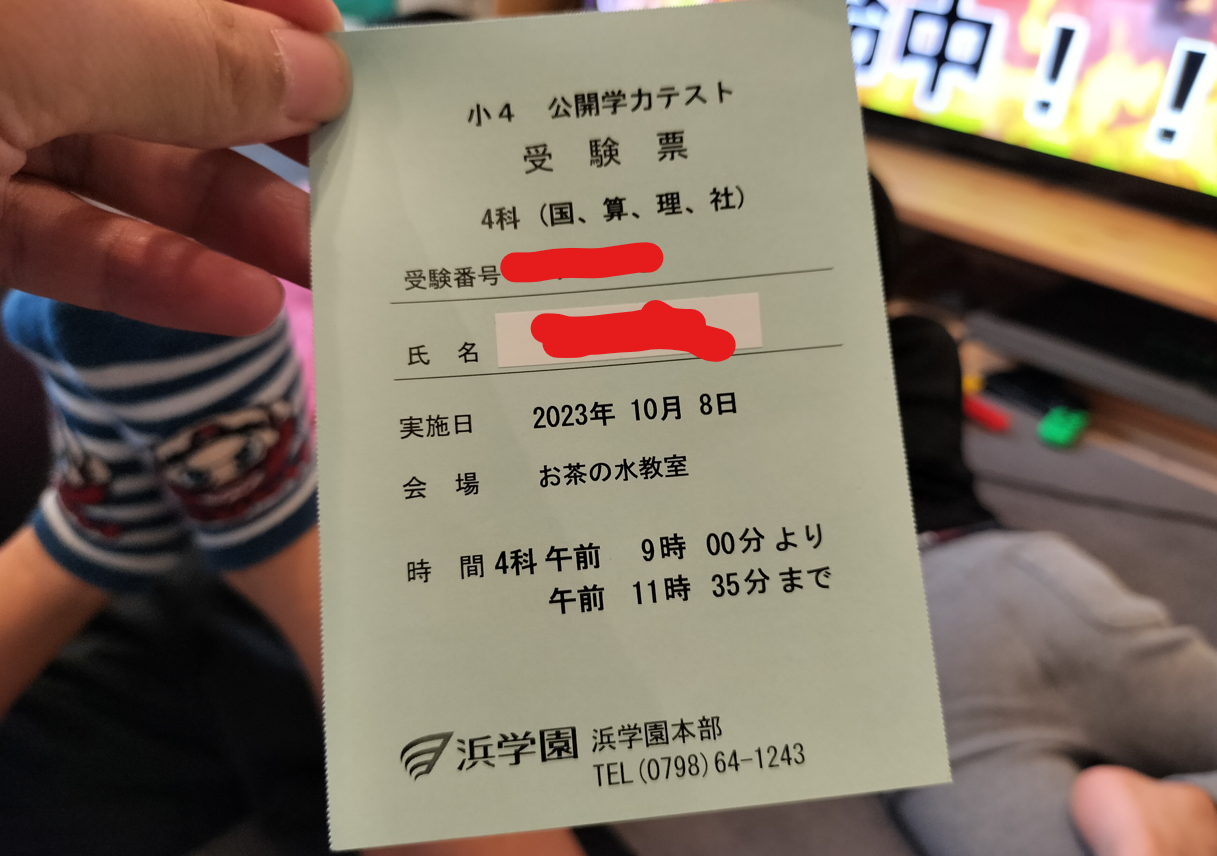 小4 公開学力テスト
受験票
4科（国、算、理、社）
受験番号
氏名
実施日 2023年 10月 8日
会場 お茶の水教室
時間 4科 午前 9時 00分 より
午前 11時 35分 まで
浜学園 浜学園本部
TEL(0798)64-1243
中！！